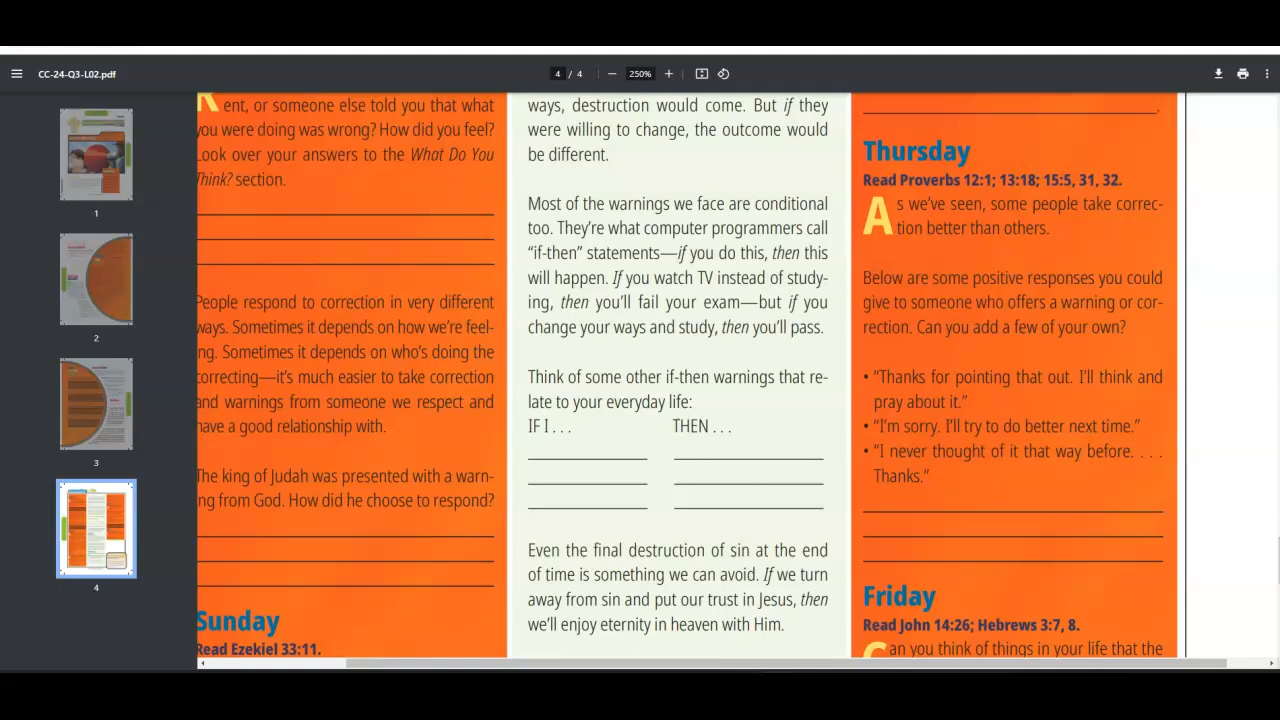 CC-24-Q3-L02.pdf
4 / 4
250%
1
2
3
4
ent, or someone else told you that what
you were doing was wrong? How did you feel?
Look over your answers to the What Do You
Think? section.
People respond to correction in very different
ways. Sometimes it depends on how we're feel-
ng. Sometimes it depends on who's doing the
correcting—it's much easier to take correction
and warnings from someone we respect and
have a good relationship with.
The king of Judah was presented with a warn-
ng from God. How did he choose to respond?
Sunday
Read Ezekiel 33:11.
ways, destruction would come. But if they
were willing to change, the outcome would
be different.
Most of the warnings we face are conditional
too. They're what computer programmers call
"if-then" statements—if you do this, then this
will happen. If you watch TV instead of study-
ing, then you'll fail your exam—but if you
change your ways and study, then you'll pass.
Think of some other if-then warnings that re-
late to your everyday life:
IF I . . . THEN . . .
Even the final destruction of sin at the end
of time is something we can avoid. If we turn
away from sin and put our trust in Jesus, then
we'll enjoy eternity in heaven with Him.
Thursday
Read Proverbs 12:1; 13:18; 15:5, 31, 32.
As we've seen, some people take correc-
tion better than others.
Below are some positive responses you could
give to someone who offers a warning or cor-
rection. Can you add a few of your own?
• "Thanks for pointing that out. I'll think and
pray about it."
• "I'm sorry. I'll try to do better next time."
• "I never thought of it that way before. . . .
Thanks."
Friday
Read John 14:26; Hebrews 3:7, 8.
Can you think of things in your life that the